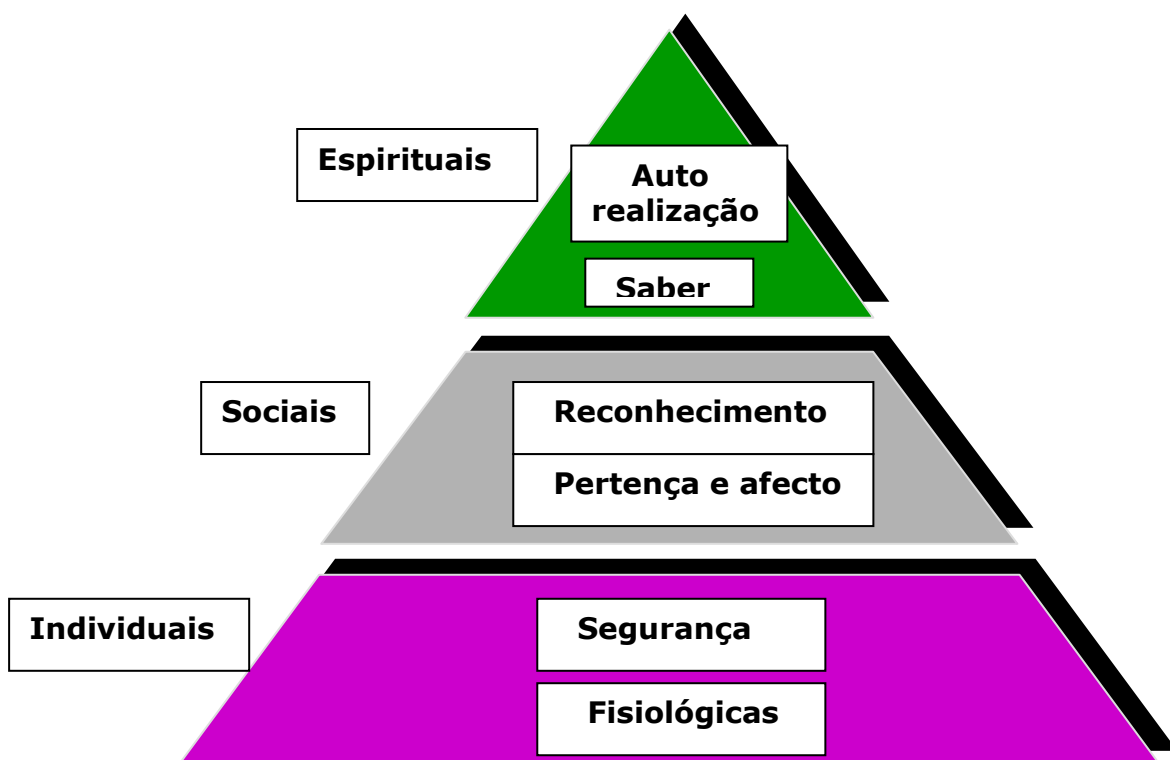 Espirituais
Auto
realização
Saber
Sociais
Reconhecimento
Pertença e afecto
Individuais
Segurança
Fisiológicas